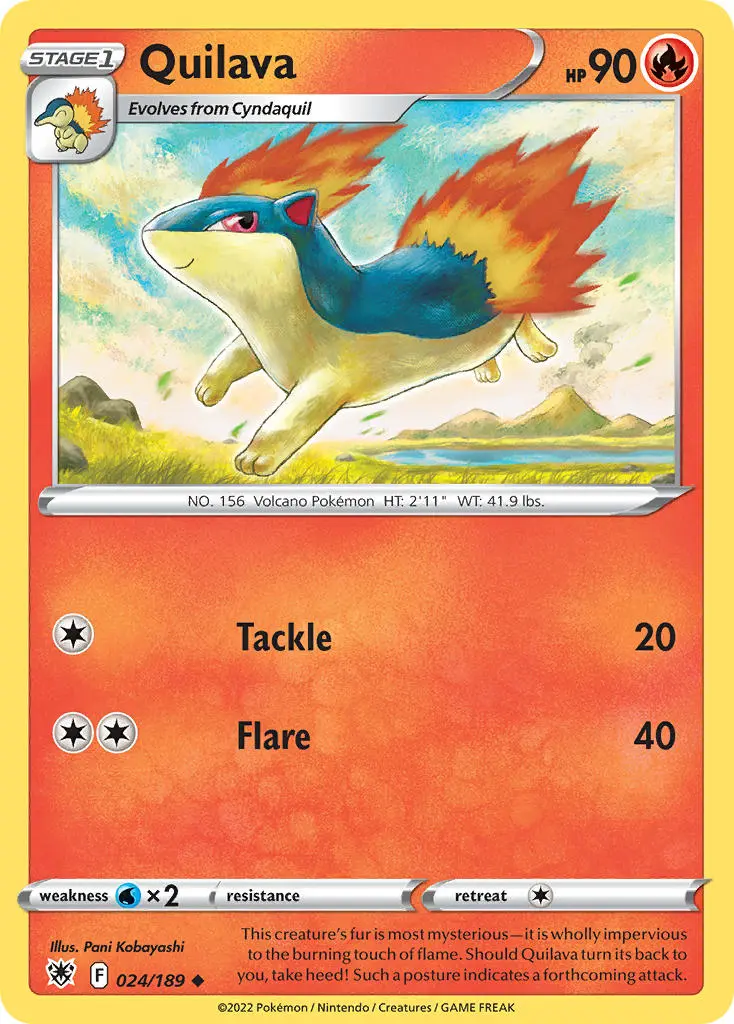 STAGE1 Quilava HP90
Evolves from Cyndaquil
NO. 156 Volcano Pokémon HT: 2'11" WT: 41.9 lbs.
Tackle 20
Flare 40
weakness ×2 resistance retreat
Illus. Pani Kobayashi
This creature's fur is most mysterious—it is wholly impervious
to the burning touch of flame. Should Quilava turn its back to
you, take heed! Such a posture indicates a forthcoming attack.
F 024/189 ◆
©2022 Pokémon / Nintendo / Creatures / GAME FREAK